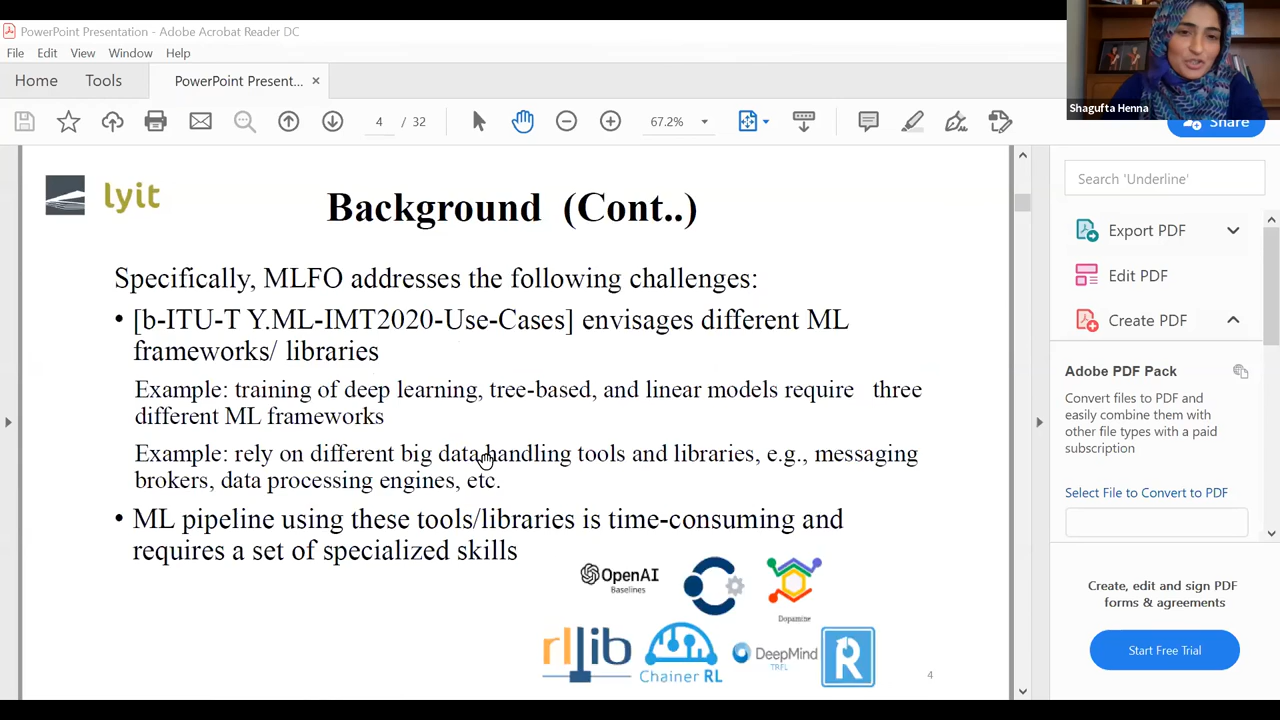 PowerPoint Presentation - Adobe Acrobat Reader DC
File Edit View Window Help
Home Tools PowerPoint Present... ×
4 / 32 67.2%
Shagufta Henna
Share
lyit
Background (Cont..)
Specifically, MLFO addresses the following challenges:
• [b-ITU-T Y.ML-IMT2020-Use-Cases] envisages different ML
frameworks/ libraries
Example: training of deep learning, tree-based, and linear models require three
different ML frameworks
Example: rely on different big data handling tools and libraries, e.g., messaging
brokers, data processing engines, etc.
• ML pipeline using these tools/libraries is time-consuming and
requires a set of specialized skills
OpenAI
Baselines
Dopamine
rllib
Chainer RL
DeepMind
TRFL
R
4
Search 'Underline'
Export PDF
Edit PDF
Create PDF
Adobe PDF Pack
Convert files to PDF and
easily combine them with
other file types with a paid
subscription
Select File to Convert to PDF
Create, edit and sign PDF
forms & agreements
Start Free Trial